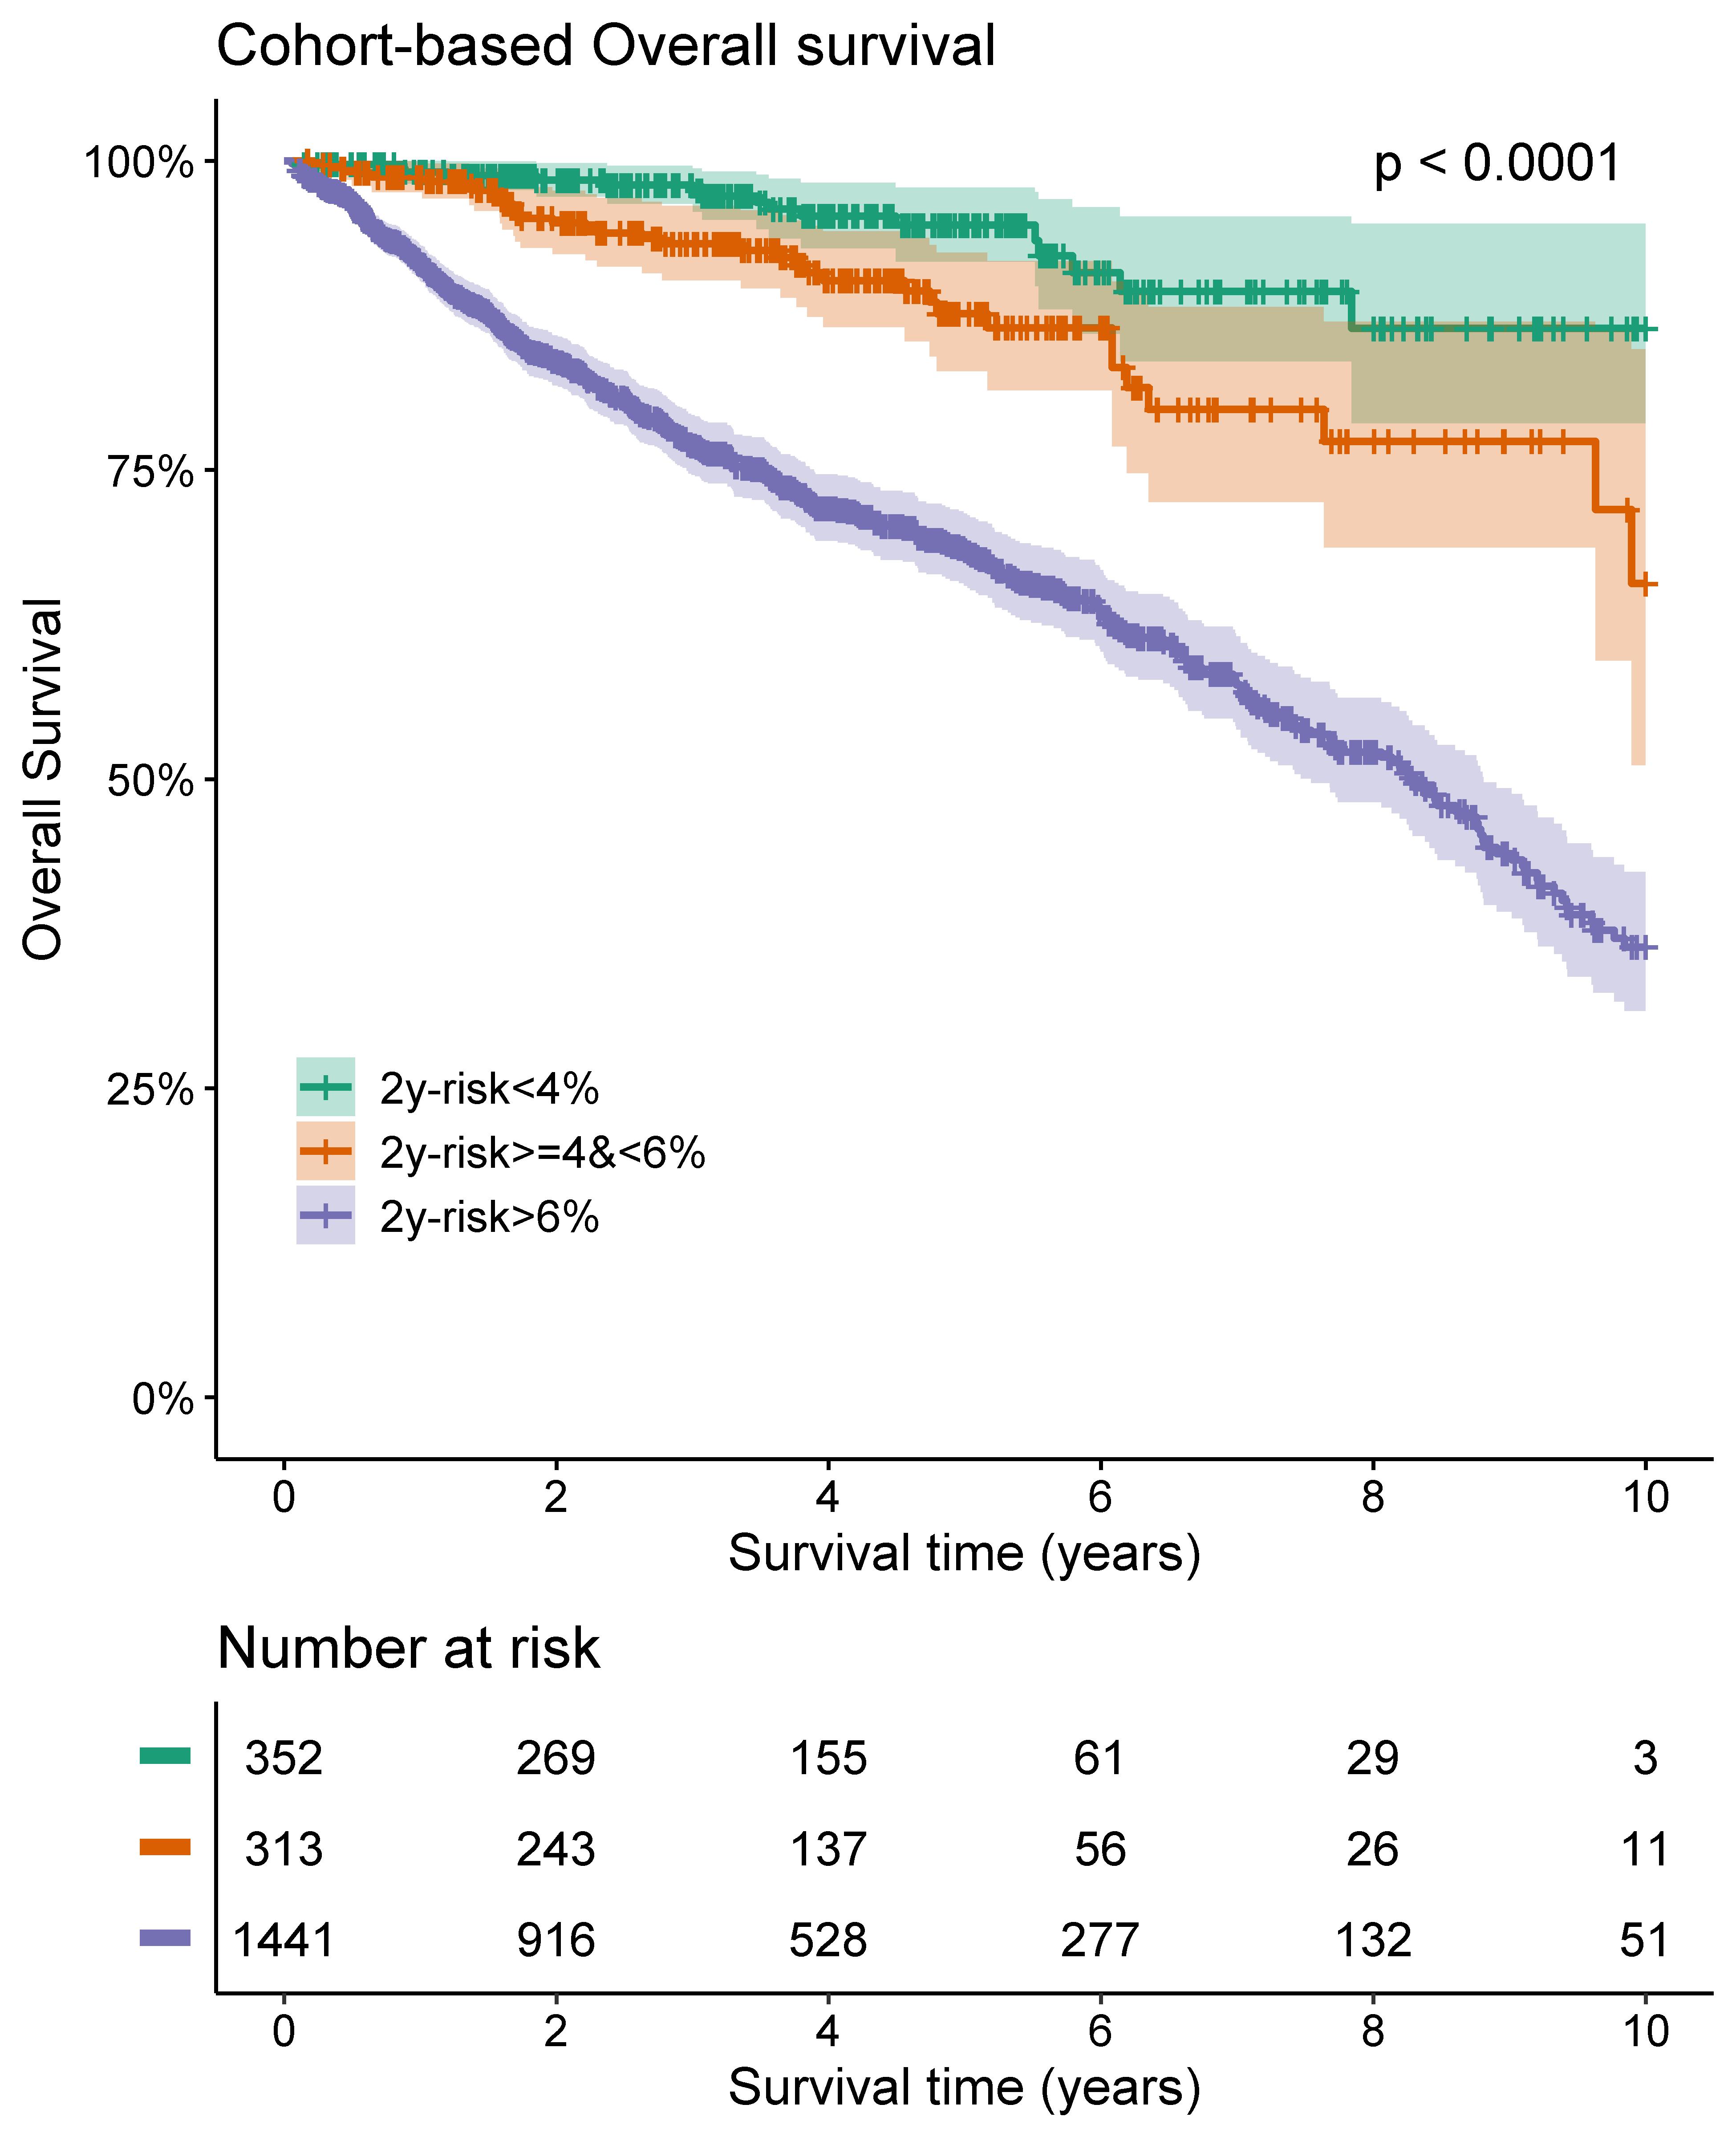 Cohort-based Overall survival
p < 0.0001
100%
75%
50%
25%
0%
Overall Survival
2y-risk<4%
2y-risk>=4&<6%
2y-risk>6%
0 2 4 6 8 10
Survival time (years)
Number at risk
352 269 155 61 29 3
313 243 137 56 26 11
1441 916 528 277 132 51
0 2 4 6 8 10
Survival time (years)